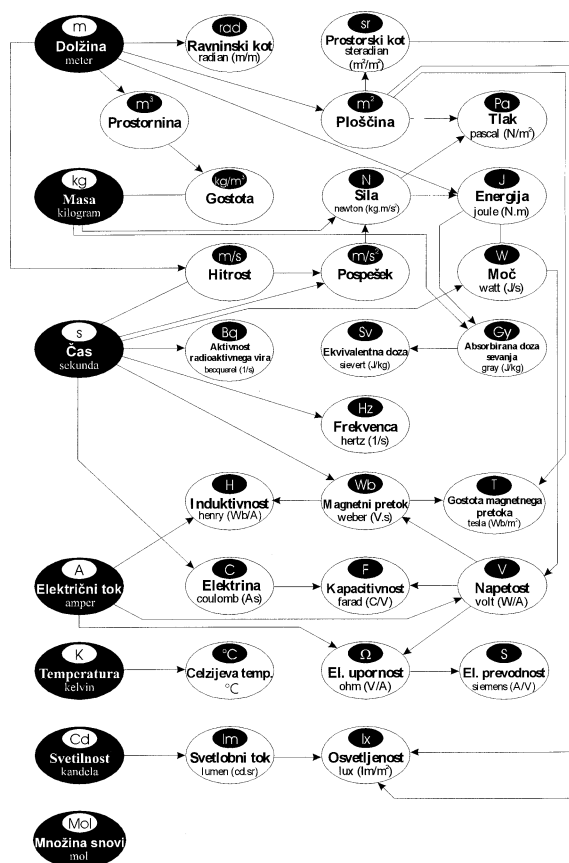 m
Dolžina
meter
rad
Ravninski kot
radian (m/m)
sr
Prostorski kot
steradian
(m²/m²)
m³
Prostornina
m²
Ploščina
Pa
Tlak
pascal (N/m²)
kg
Masa
kilogram
kg/m³
Gostota
N
Sila
newton (kg.m/s²)
J
Energija
joule (N.m)
m/s
Hitrost
m/s²
Pospešek
W
Moč
watt (J/s)
s
Čas
sekunda
Bq
Aktivnost
radioaktivnega vira
becquerel (1/s)
Sv
Ekvivalentna doza
sievert (J/kg)
Gy
Absorbirana doza
sevanja
gray (J/kg)
Hz
Frekvenca
hertz (1/s)
H
Induktivnost
henry (Wb/A)
Wb
Magnetni pretok
weber (V.s)
T
Gostota magnetnega
pretoka
tesla (Wb/m²)
A
Električni tok
amper
C
Elektrina
coulomb (As)
F
Kapacitivnost
farad (C/V)
V
Napetost
volt (W/A)
K
Temperatura
kelvin
°C
Celzijeva temp.
°C
Ω
El. upornost
ohm (V/A)
S
El. prevodnost
siemens (A/V)
Cd
Svetilnost
kandela
lm
Svetlobni tok
lumen (cd.sr)
lx
Osvetljenost
lux (lm/m²)
Mol
Množina snovi
mol